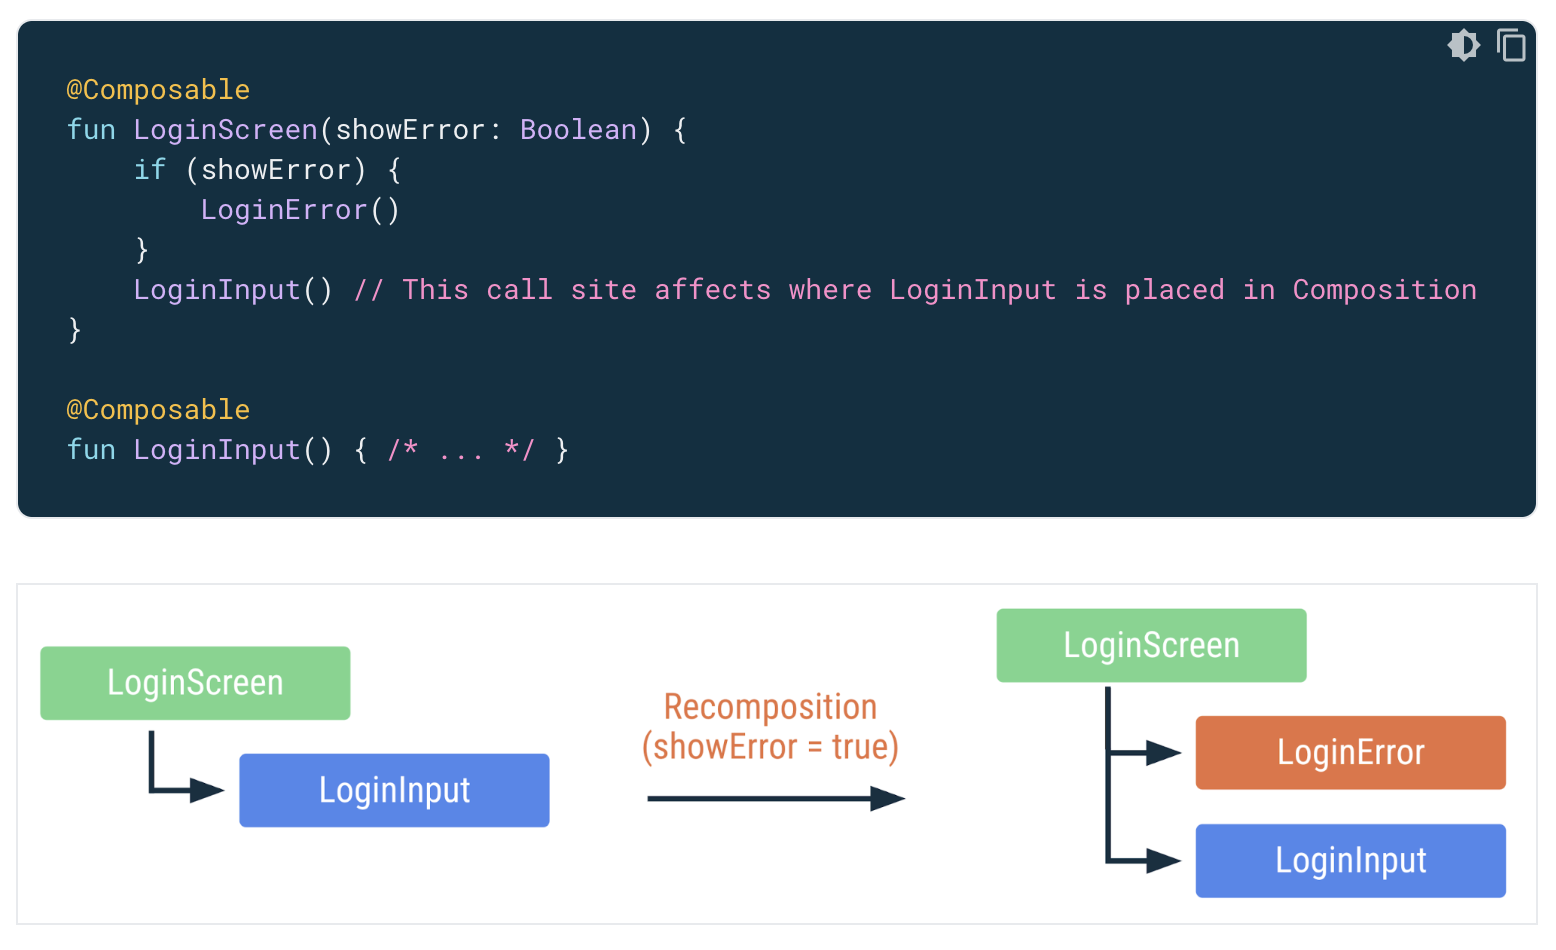 @Composable
fun LoginScreen(showError: Boolean) {
    if (showError) {
        LoginError()
    }
    LoginInput() // This call site affects where LoginInput is placed in Composition
}

@Composable
fun LoginInput() { /* ... */ }

LoginScreen
LoginInput
Recomposition
(showError = true)
LoginScreen
LoginError
LoginInput